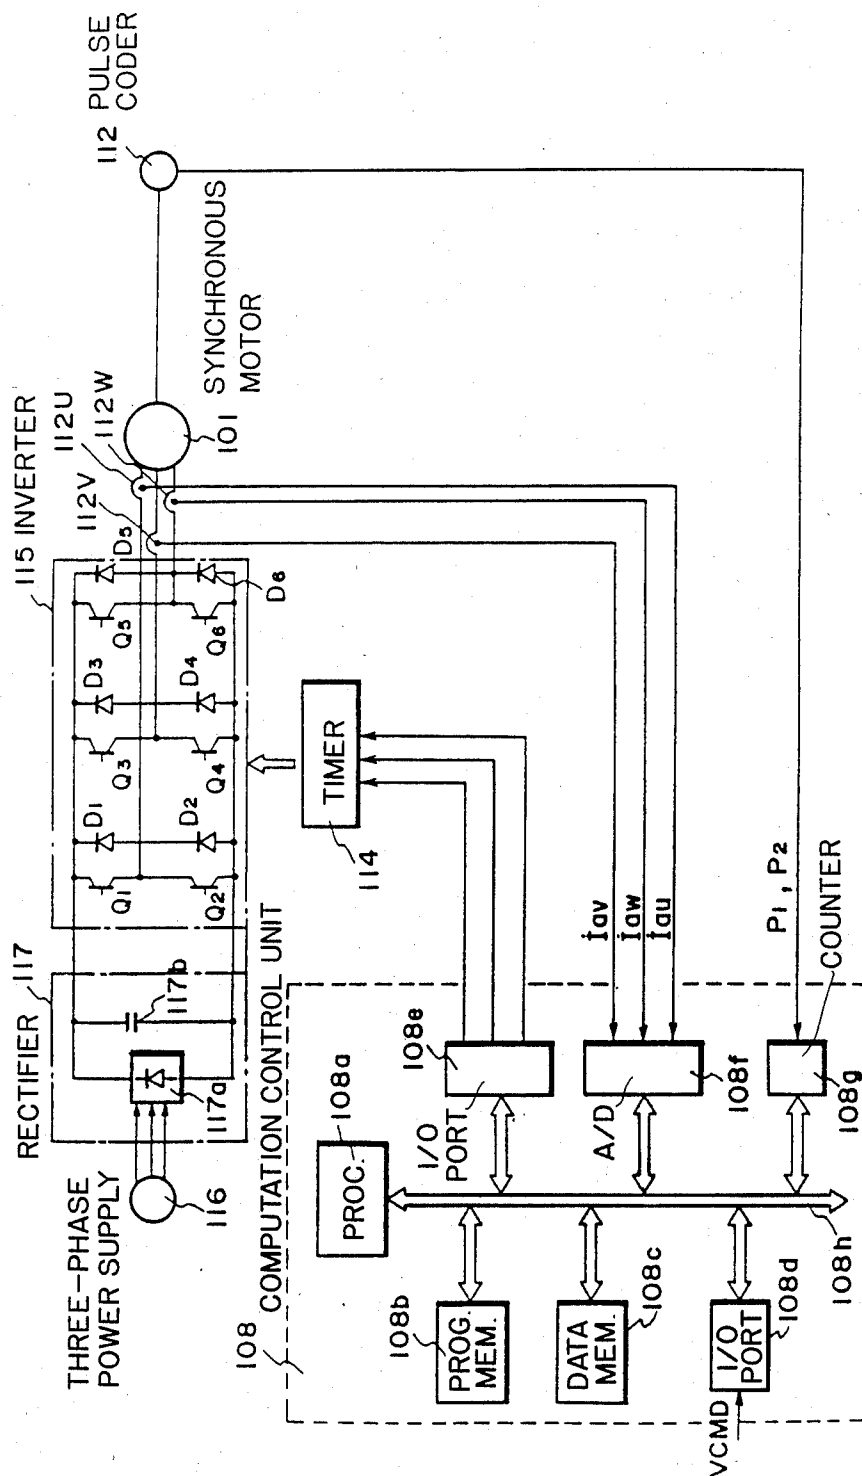 THREE-PHASE
POWER SUPPLY
116
RECTIFIER 117
117a
117b
115 INVERTER
Q1
D1
Q2
D2
Q3
D3
Q4
D4
Q5
D5
Q6
D6
112V
112U
112W
101
SYNCHRONOUS
MOTOR
112 PULSE
CODER
TIMER
114
108 COMPUTATION CONTROL UNIT
PROC.
108a
108b
PROG.
MEM.
DATA
MEM.
108c
I/O
PORT
108d
VCMD
108h
I/O
PORT
108e
A/D
108f
108g
COUNTER
Iav
Iaw
Iau
P1, P2